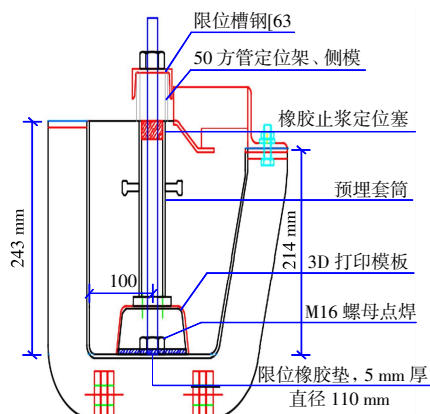 限位槽钢[63
50 方管定位架、侧模
橡胶止浆定位塞
预埋套筒
243 mm
214 mm
100
3D 打印模板
M16 螺母点焊
限位橡胶垫，5 mm 厚
直径 110 mm